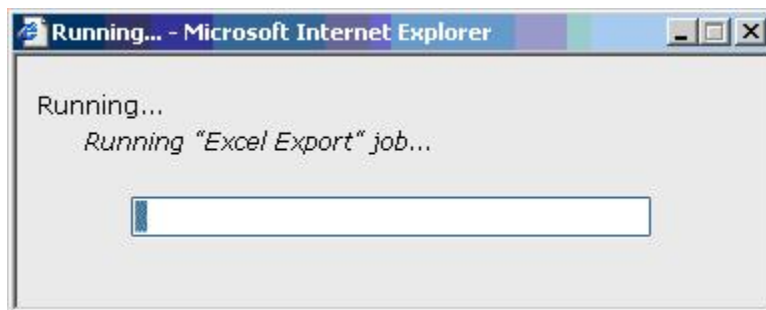 Running... - Microsoft Internet Explorer
Running...
Running "Excel Export" job...